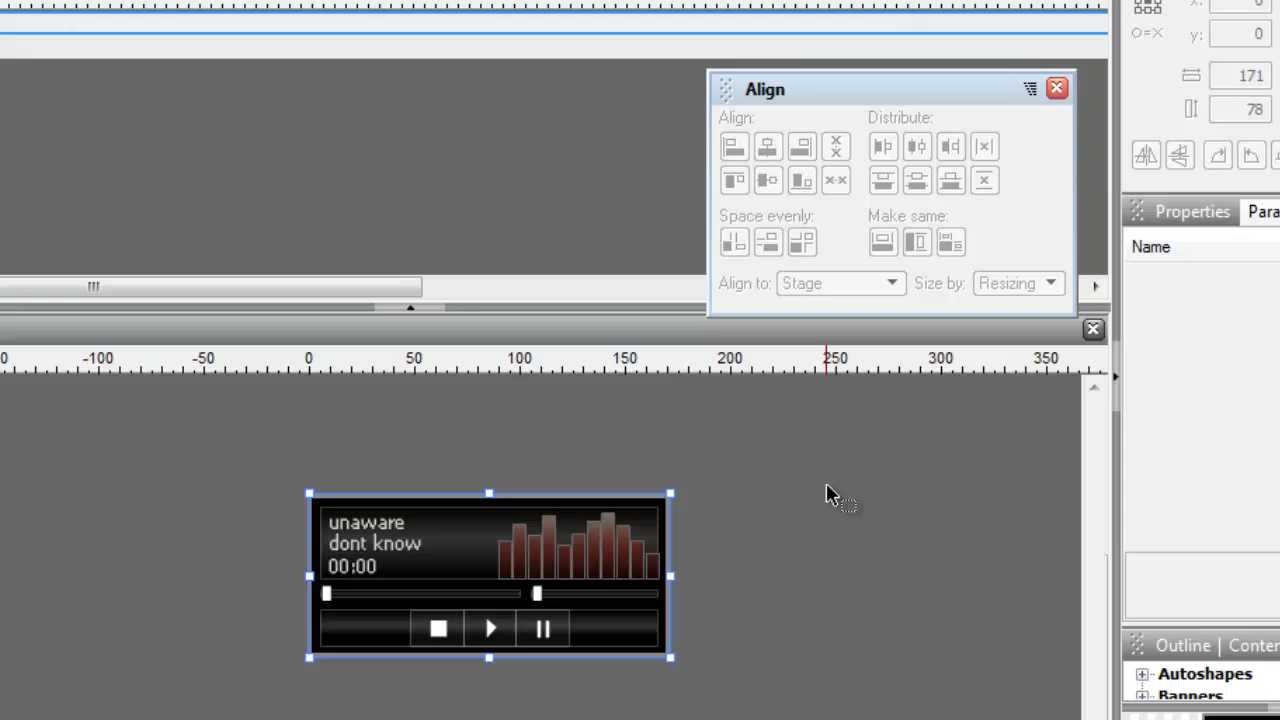 x: 0
O=X y: 0
171
78
Align
Align: Distribute:
Space evenly: Make same:
Align to: Stage Size by: Resizing
Properties Para
Name
0 -100 -50 0 50 100 150 200 250 300 350
unaware
dont know
00:00
Outline Conter
Autoshapes
Banners